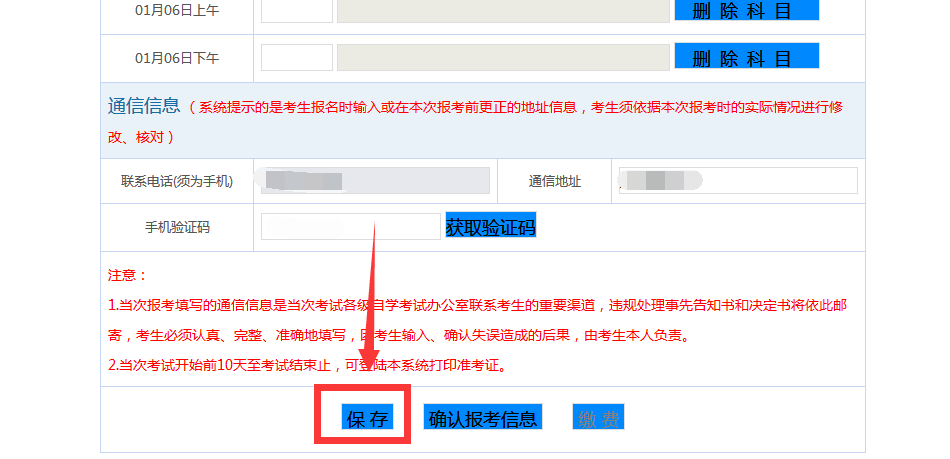 01月06日上午 删 除 科 目
01月06日下午 删 除 科 目
通信信息 （ 系统提示的是考生报名时输入或在本次报考前更正的地址信息，考生须依据本次报考时的实际情况进行修
改、核对 ）
联系电话(须为手机) 通信地址
手机验证码 获取验证码
注意：
1.当次报考填写的通信信息是当次考试各级自学考试办公室联系考生的重要渠道，违规处理事先告知书和决定书将依此邮
寄，考生必须认真、完整、准确地填写，因考生输入、确认失误造成的后果，由考生本人负责。
2.当次考试开始前10天至考试结束止，可登陆本系统打印准考证。
保 存 确认报考信息 缴 费